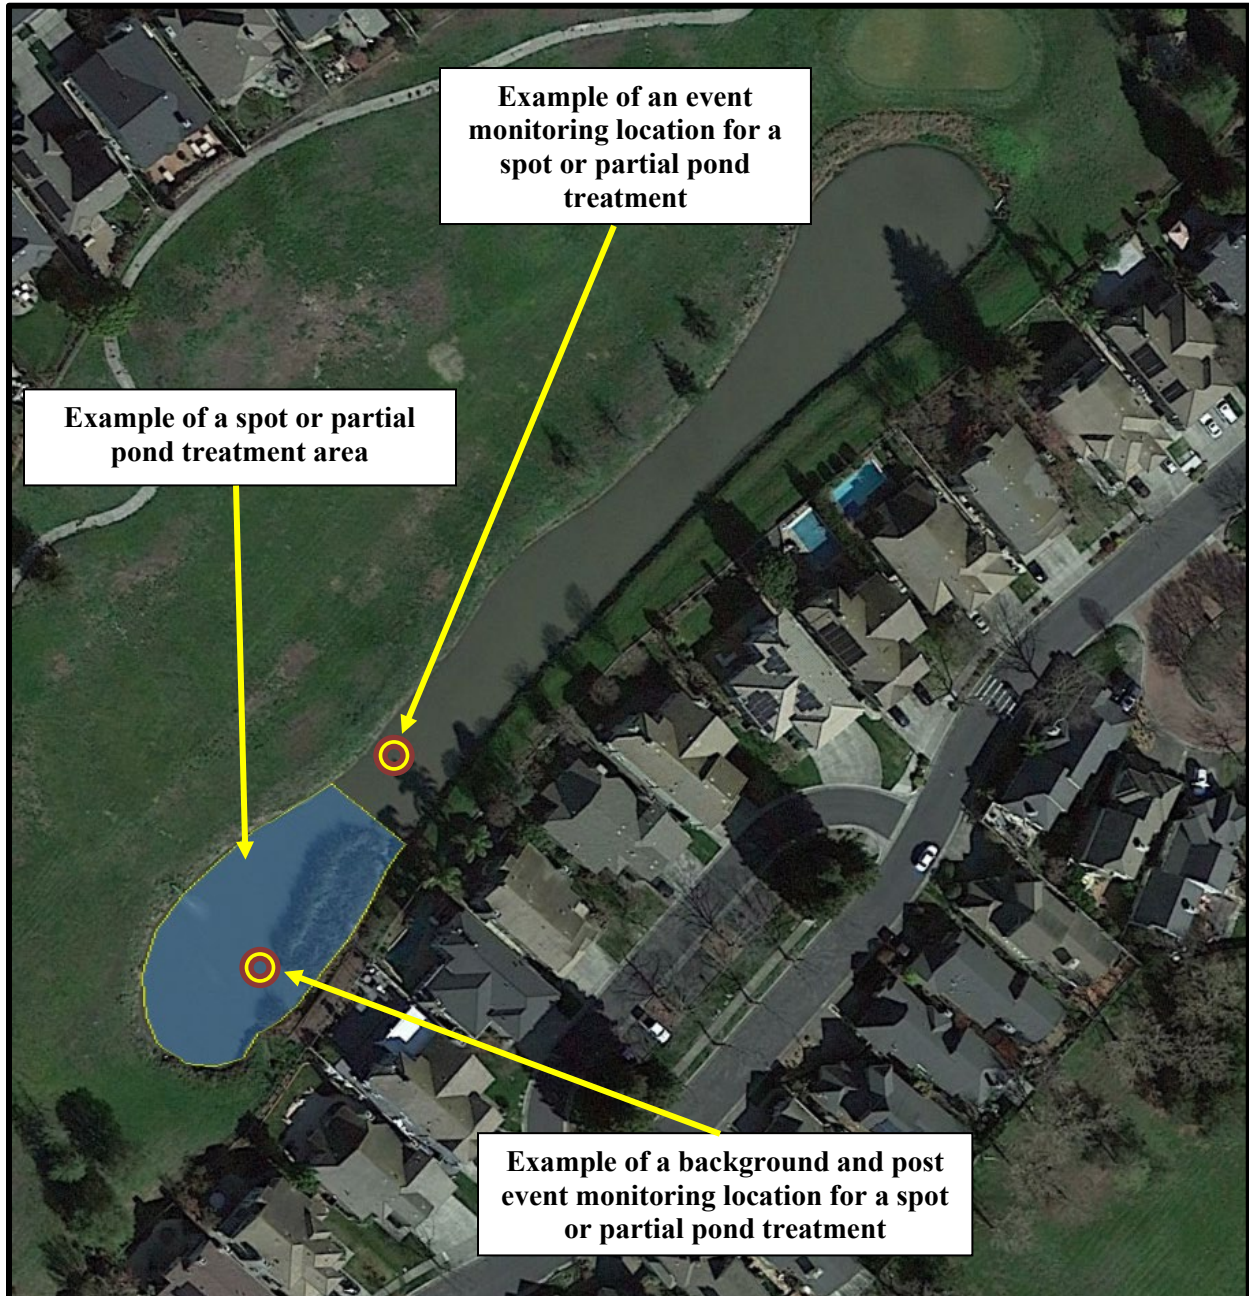 Example of an event
monitoring location for a
spot or partial pond
treatment
Example of a spot or partial
pond treatment area
Example of a background and post
event monitoring location for a spot
or partial pond treatment